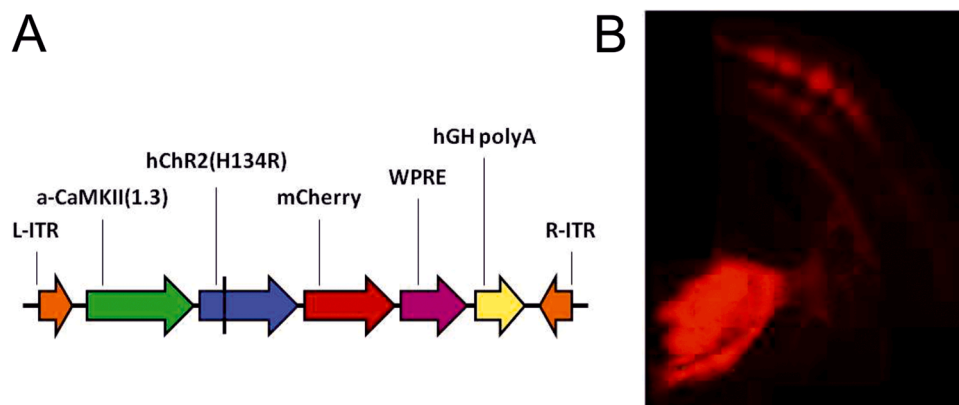 A
B
hGH polyA
hChR2(H134R)
WPRE
a-CaMKII(1.3)
mCherry
L-ITR
R-ITR